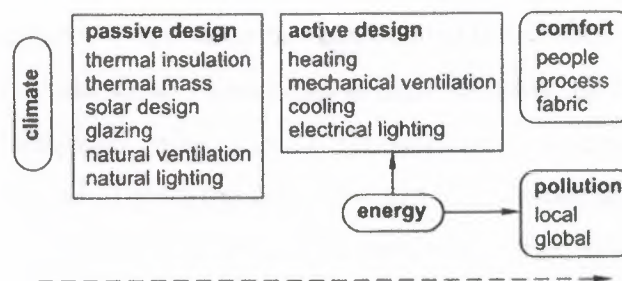 climate
passive design
thermal insulation
thermal mass
solar design
glazing
natural ventilation
natural lighting
active design
heating
mechanical ventilation
cooling
electrical lighting
comfort
people
process
fabric
energy
pollution
local
global